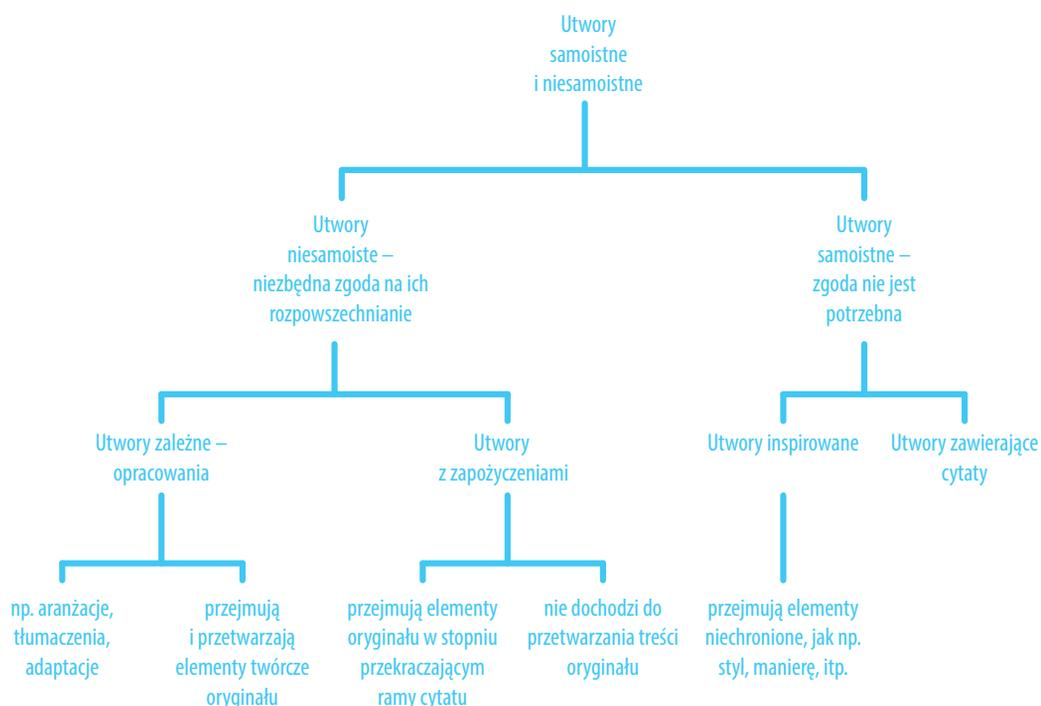 Utwory
samoistne
i niesamoistne
Utwory
niesamoiste –
niezbędna zgoda na ich
rozpowszechnianie
Utwory
samoistne –
zgoda nie jest
potrzebna
Utwory zależne –
opracowania
Utwory
z zapożyczeniami
Utwory inspirowane
Utwory zawierające
cytaty
np. aranżacje,
tłumaczenia,
adaptacje
przejmują
i przetwarzają
elementy twórcze
oryginału
przejmują elementy
oryginału w stopniu
przekraczającym
ramy cytatu
nie dochodzi do
przetwarzania treści
oryginału
przejmują elementy
niechronione, jak np.
styl, manierę, itp.